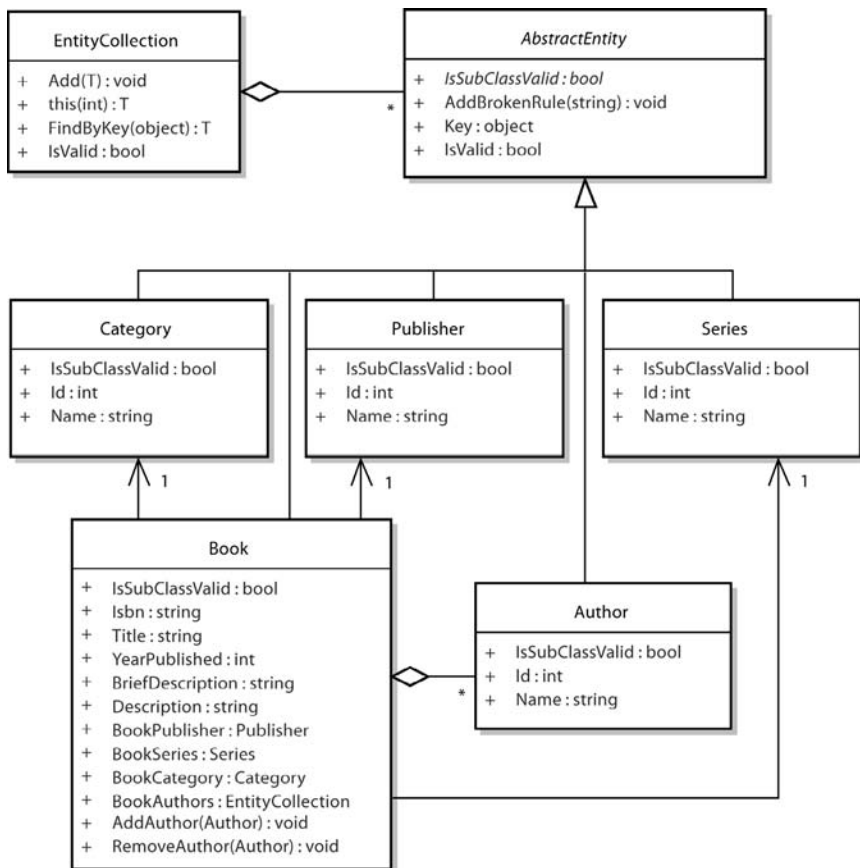 EntityCollection
+ Add(T) : void
+ this(int) : T
+ FindByKey(object) : T
+ IsValid : bool
*
AbstractEntity
+ IsSubClassValid : bool
+ AddBrokenRule(string) : void
+ Key : object
+ IsValid : bool
Category
+ IsSubClassValid : bool
+ Id : int
+ Name : string
1
Publisher
+ IsSubClassValid : bool
+ Id : int
+ Name : string
1
Series
+ IsSubClassValid : bool
+ Id : int
+ Name : string
1
Book
+ IsSubClassValid : bool
+ Isbn : string
+ Title : string
+ YearPublished : int
+ BriefDescription : string
+ Description : string
+ BookPublisher : Publisher
+ BookSeries : Series
+ BookCategory : Category
+ BookAuthors : EntityCollection
+ AddAuthor(Author) : void
+ RemoveAuthor(Author) : void
*
Author
+ IsSubClassValid : bool
+ Id : int
+ Name : string